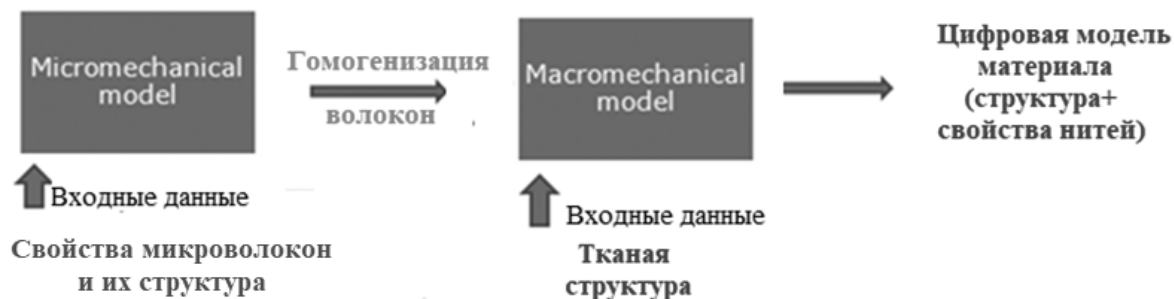 Micromechanical
model
Входные данные
Свойства микроволокон
и их структура
Гомогенизация
волокон
Macromechanical
model
Входные данные
Тканая
структура
Цифровая модель
материала
(структура+
свойства нитей)